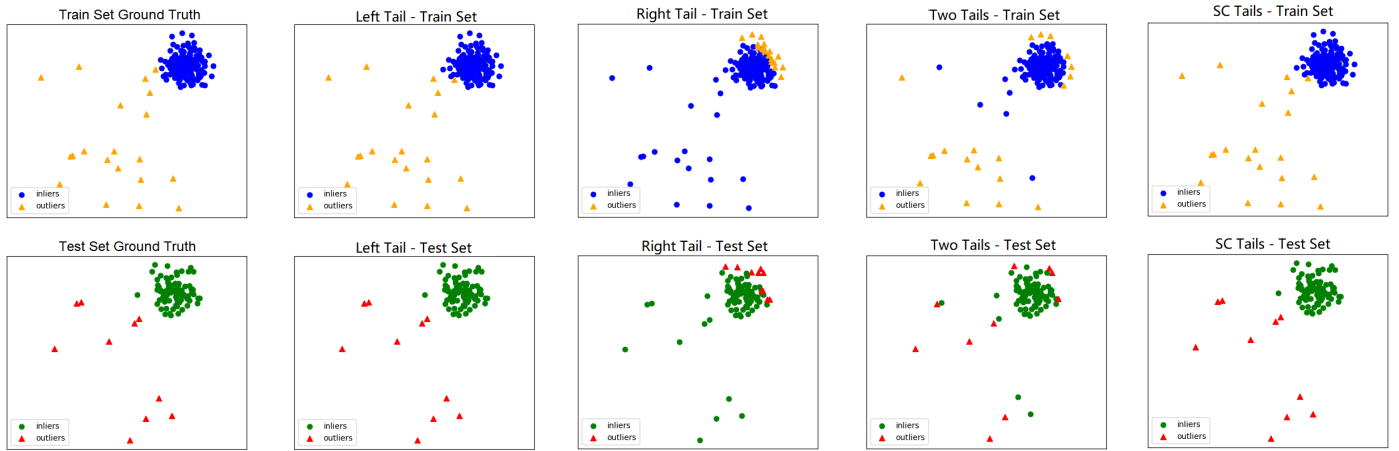 Train Set Ground Truth
Left Tail - Train Set
Right Tail - Train Set
Two Tails - Train Set
SC Tails - Train Set
inliers
outliers
inliers
outliers
inliers
outliers
inliers
outliers
inliers
outliers
Test Set Ground Truth
Left Tail - Test Set
Right Tail - Test Set
Two Tails - Test Set
SC Tails - Test Set
inliers
outliers
inliers
outliers
inliers
outliers
inliers
outliers
inliers
outliers